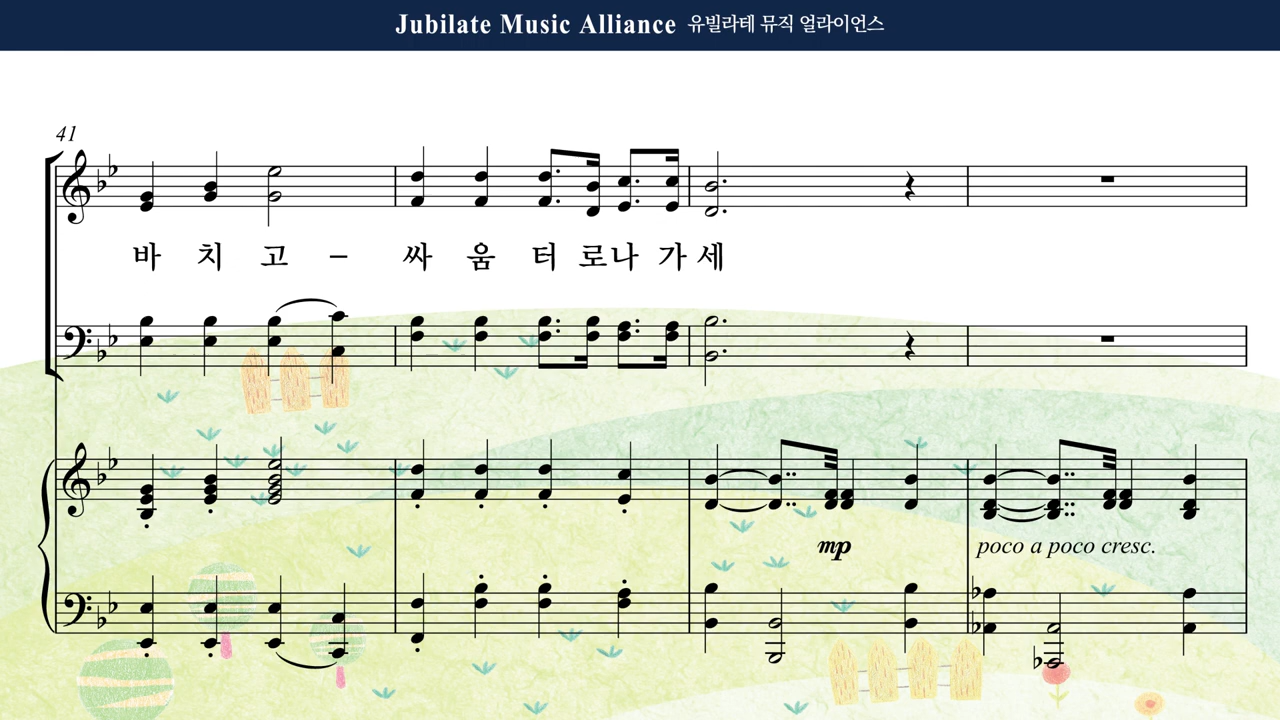 Jubilate Music Alliance 유빌라테 뮤직 얼라이언스
41
바 치 고 – 싸 움 터 로 나 가 세
mp poco a poco cresc.